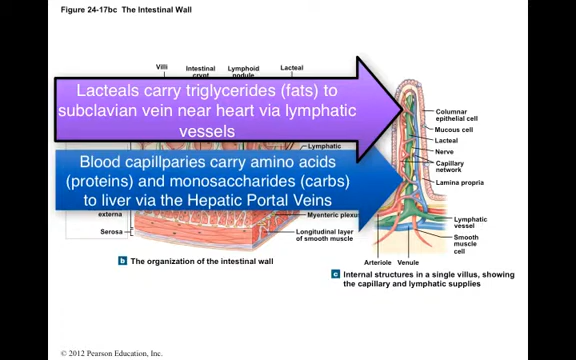 Figure 24-17bc The Intestinal Wall
Villi
Intestinal
crypt
Lymphoid
nodule
Lacteal
Lacteals carry triglycerides (fats) to
subclavian vein near heart via lymphatic
vessels
Lymphatic
Blood capillparies carry amino acids
(proteins) and monosaccharides (carbs)
to liver via the Hepatic Portal Veins
externa
Serosa
Myenteric plexus
Longitudinal layer
of smooth muscle
Columnar
epithelial cell
Mucous cell
Lacteal
Nerve
Capillary
network
Lamina propria
Lymphatic
vessel
Smooth
muscle
cell
Arteriole
Venule
b The organization of the intestinal wall
c Internal structures in a single villus, showing
the capillary and lymphatic supplies
© 2012 Pearson Education, Inc.